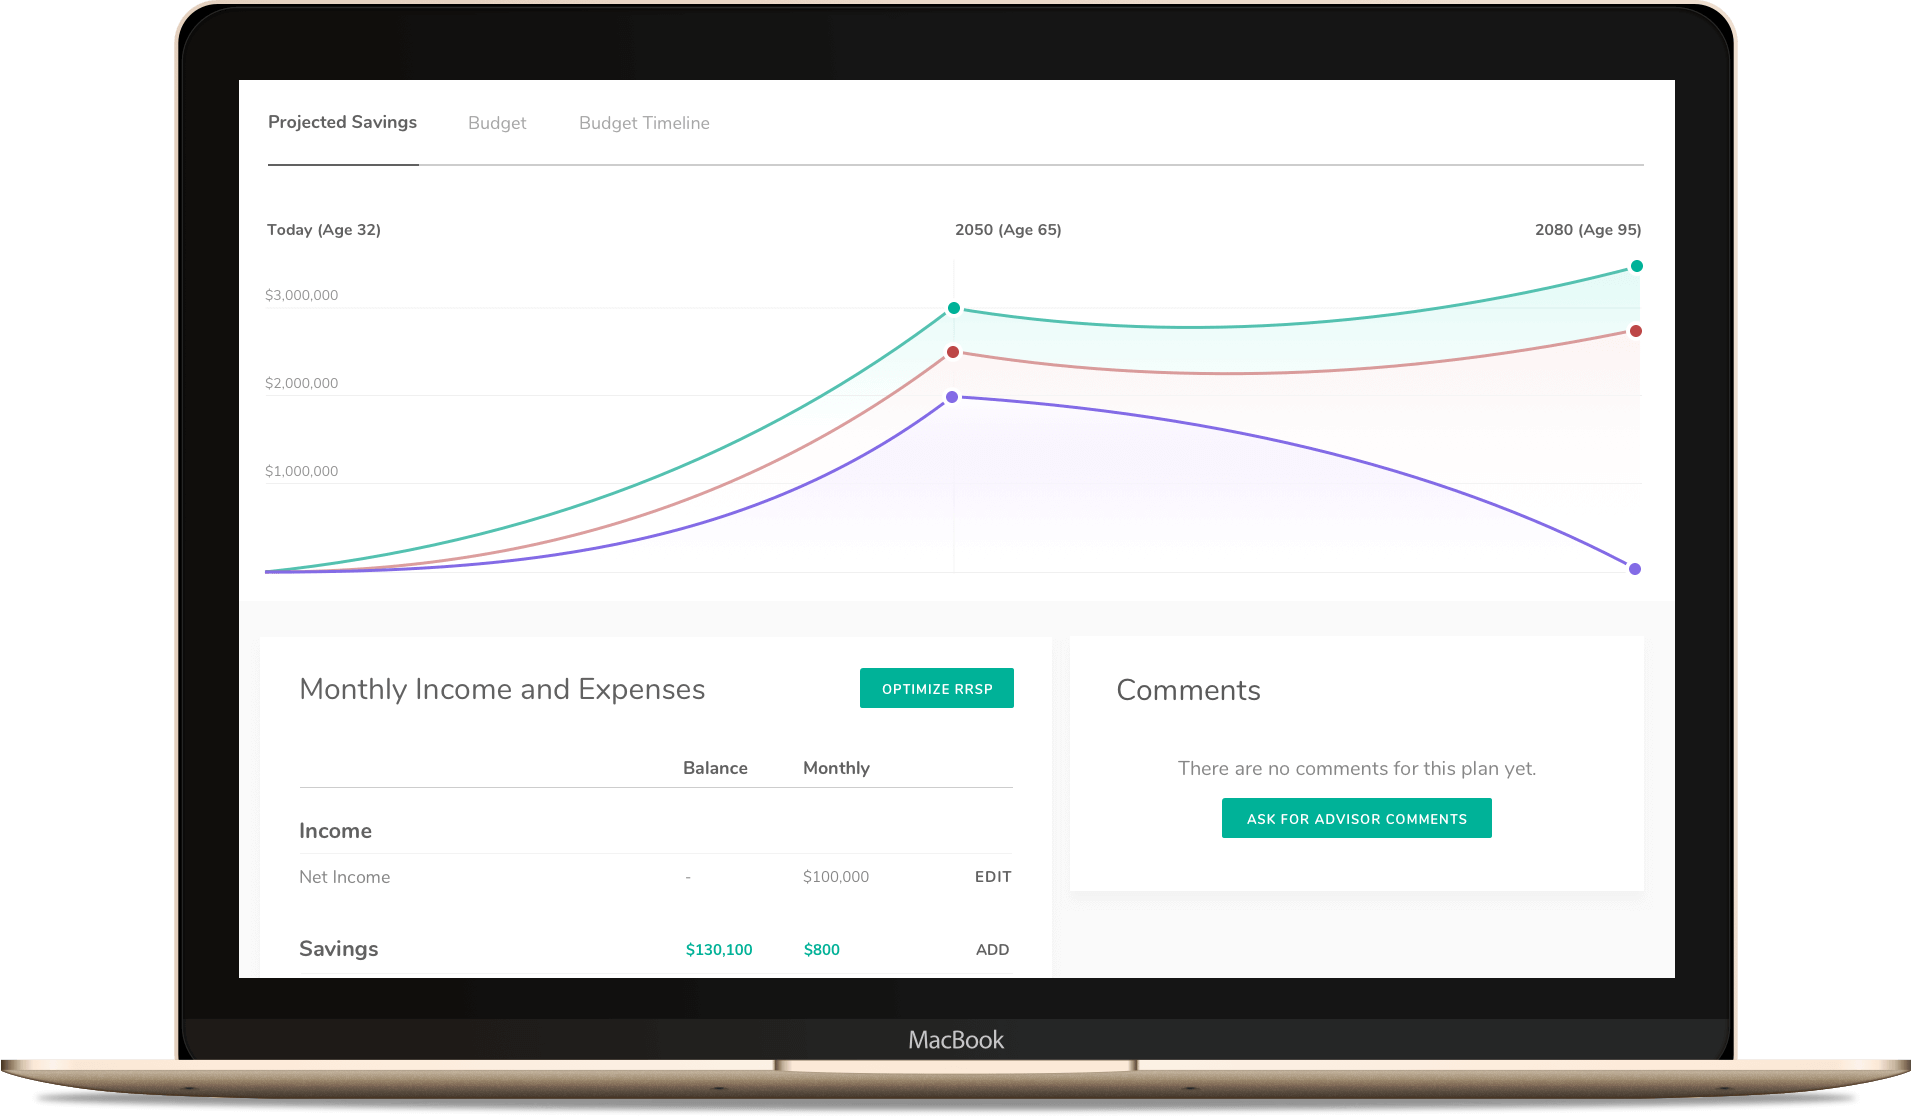 Projected Savings Budget Budget Timeline
Today (Age 32) 2050 (Age 65) 2080 (Age 95)
$3,000,000
$2,000,000
$1,000,000
Monthly Income and Expenses OPTIMIZE RRSP
Balance Monthly
Income
Net Income - $100,000 EDIT
Savings $130,100 $800 ADD
Comments
There are no comments for this plan yet.
ASK FOR ADVISOR COMMENTS
MacBook